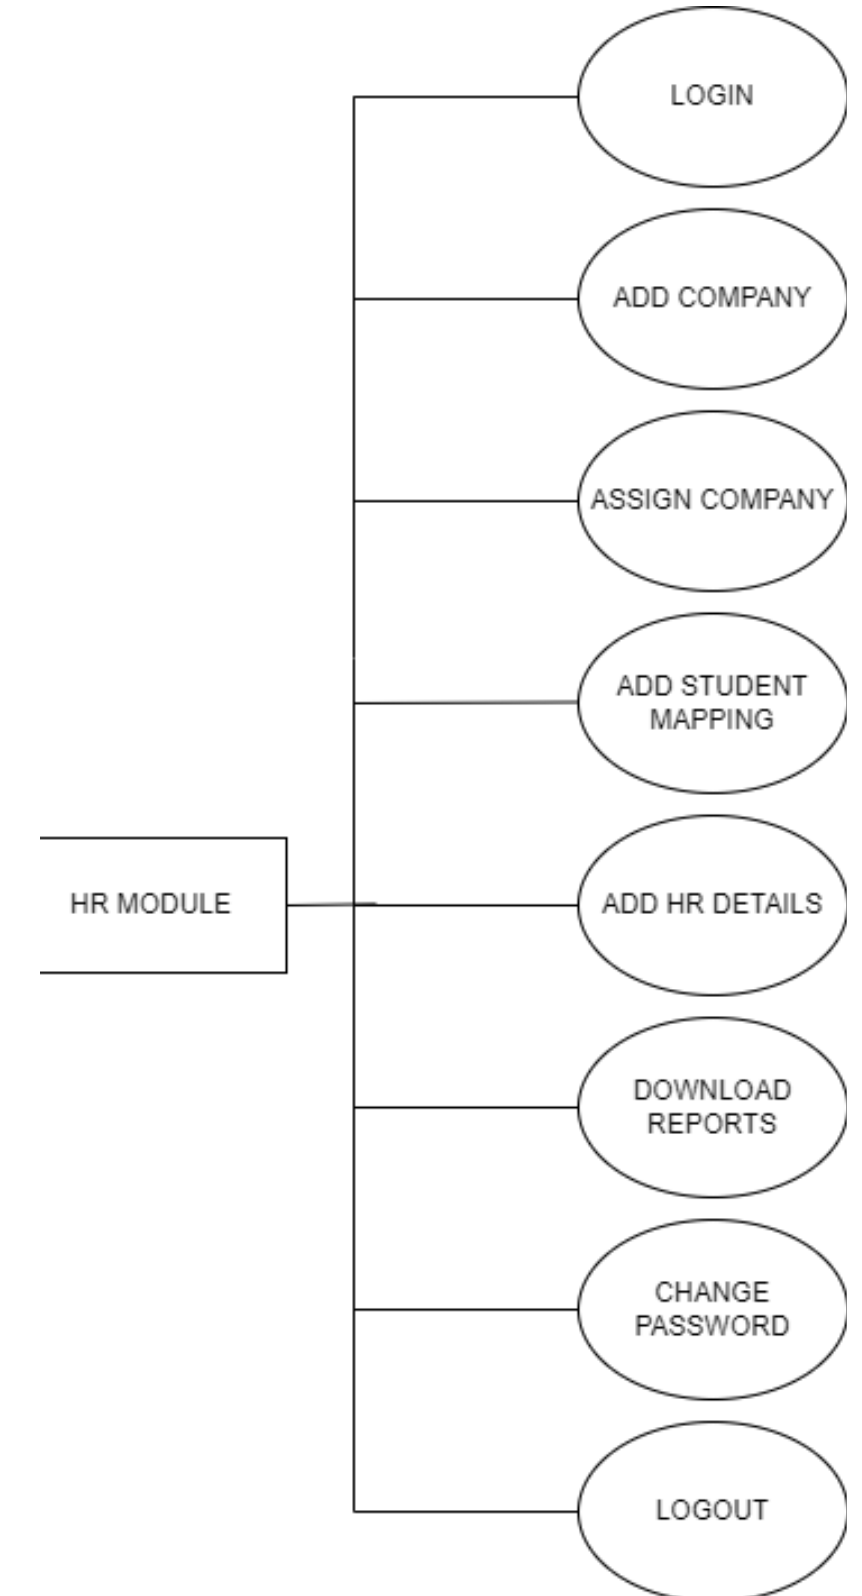 LOGIN
ADD COMPANY
ASSIGN COMPANY
ADD STUDENT
MAPPING
HR MODULE
ADD HR DETAILS
DOWNLOAD
REPORTS
CHANGE
PASSWORD
LOGOUT